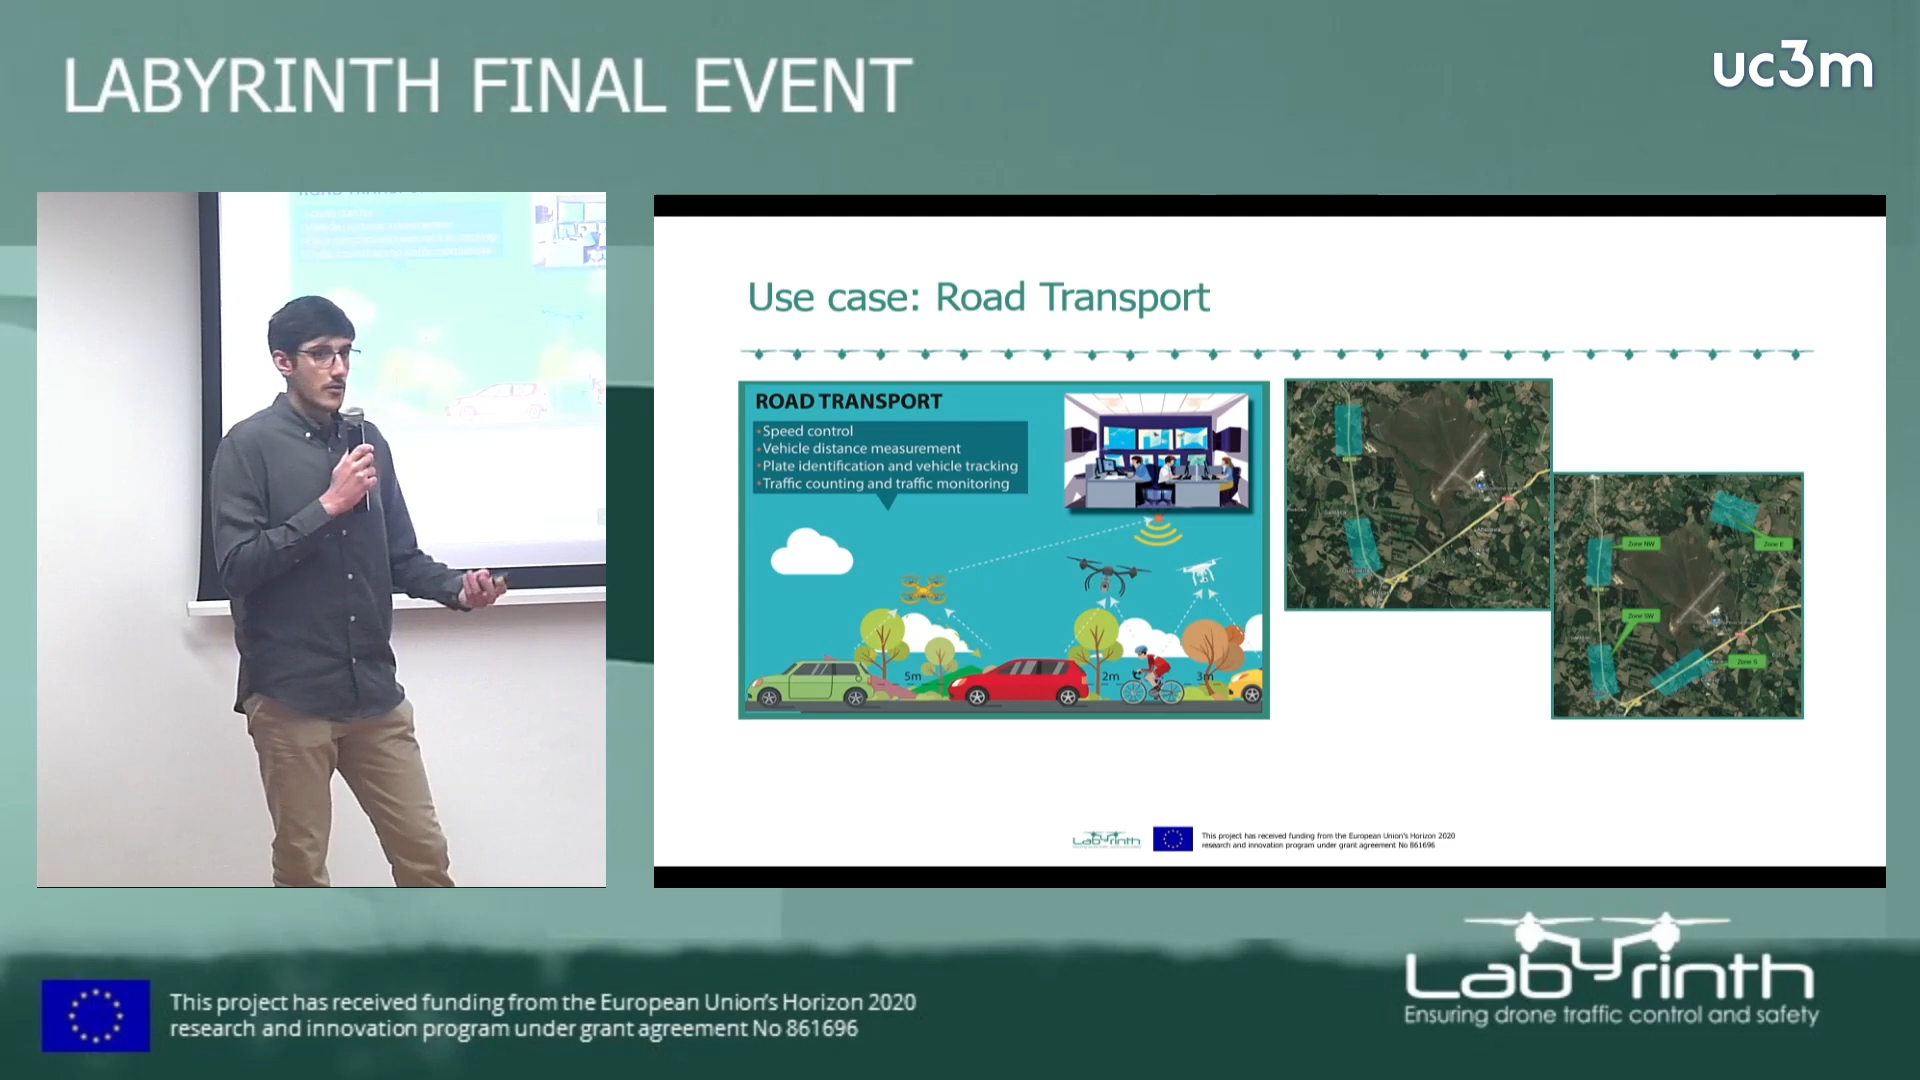 LABYRINTH FINAL EVENT
uc3m
Use case: Road Transport
ROAD TRANSPORT
•Speed control
•Vehicle distance measurement
•Plate identification and vehicle tracking
•Traffic counting and traffic monitoring
5m
2m
3m
Zone NW
Zone E
Zone SW
Zone S
Labyrinth
This project has received funding from the European Union's Horizon 2020
research and innovation program under grant agreement No 861696
This project has received funding from the European Union's Horizon 2020
research and innovation program under grant agreement No 861696
Labyrinth
Ensuring drone traffic control and safety